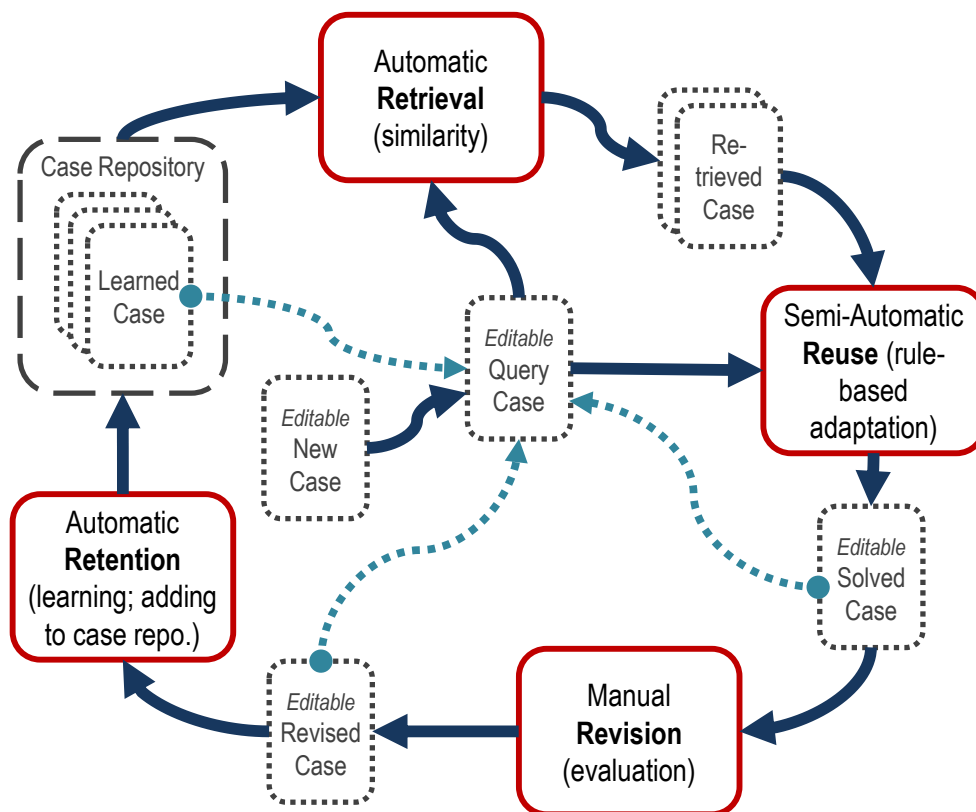 Automatic
Retrieval
(similarity)
Case Repository
Learned
Case
Re-
trieved
Case
Editable
Query
Case
Semi-Automatic
Reuse (rule-
based
adaptation)
Editable
New
Case
Automatic
Retention
(learning; adding
to case repo.)
Editable
Solved
Case
Editable
Revised
Case
Manual
Revision
(evaluation)